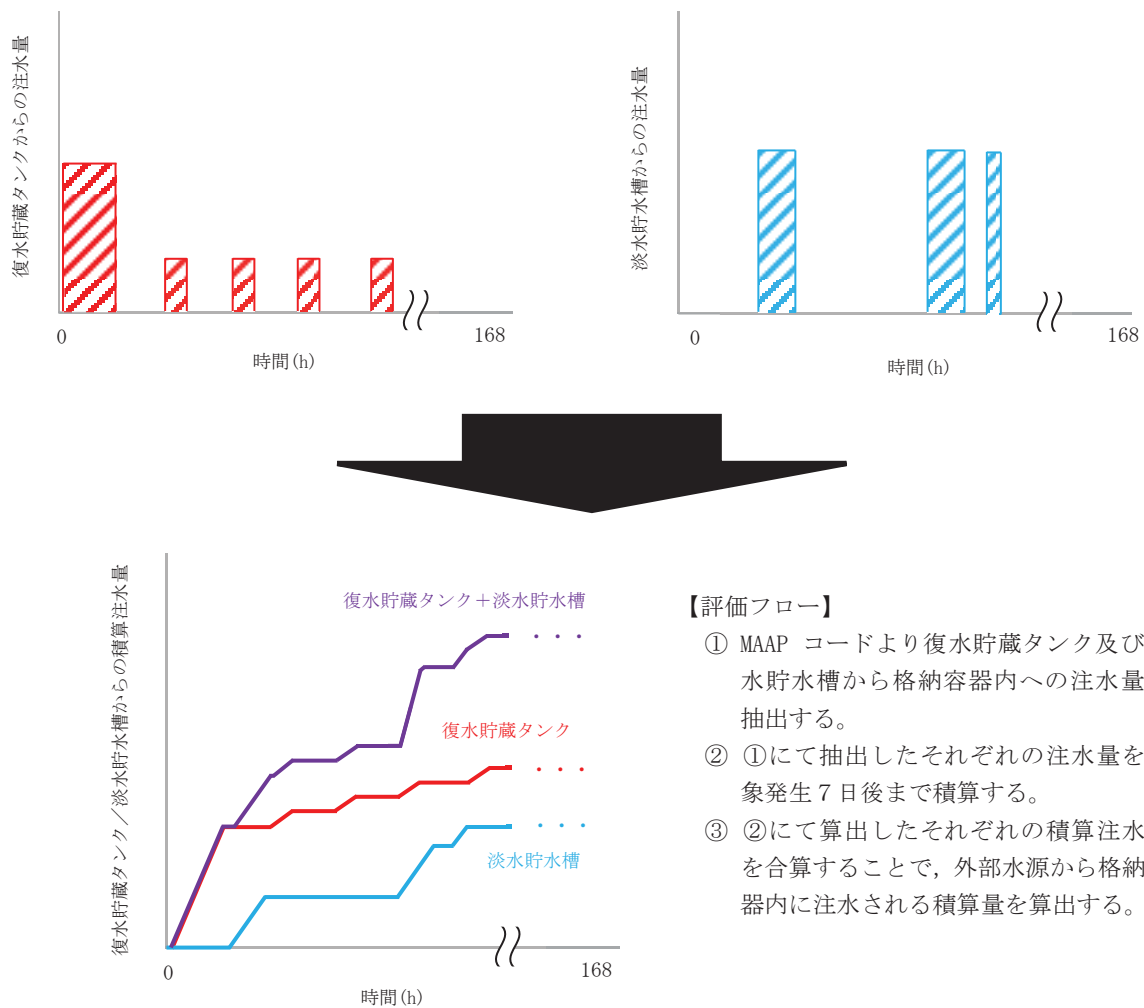 復水貯蔵タンクからの注水量
0
168
時間(h)
淡水貯水槽からの注水量
0
168
時間(h)
復水貯蔵タンク／淡水貯水槽からの積算注水量
復水貯蔵タンク＋淡水貯水槽
復水貯蔵タンク
淡水貯水槽
0
168
時間(h)
【評価フロー】
① MAAP コードより復水貯蔵タンク及び
水貯水槽から格納容器内への注水量
抽出する。
② ①にて抽出したそれぞれの注水量を
象発生７日後まで積算する。
③ ②にて算出したそれぞれの積算注水
を合算することで，外部水源から格納
器内に注水される積算量を算出する。